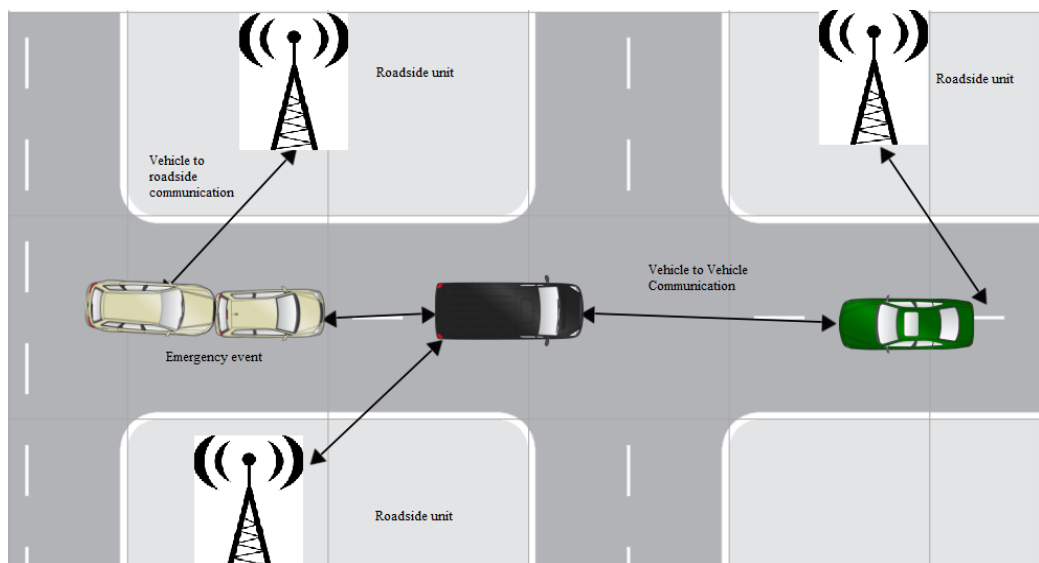 Roadside unit
Roadside unit
Vehicle to
roadside
communication
Vehicle to Vehicle
Communication
Emergency event
Roadside unit